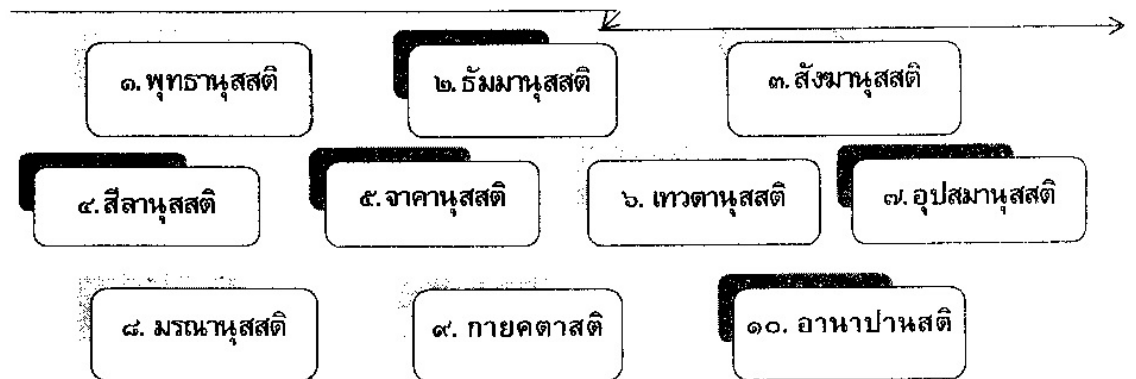 ๑. พุทธานุสสติ
๒. ธัมมานุสสติ
๓. สังฆานุสสติ
๔. สีลานุสสติ
๕. จาคานุสสติ
๖. เทวตานุสสติ
๗. อุปสมานุสสติ
๘. มรณานุสสติ
๙. กายคตาสติ
๑๐. อานาปานสติ